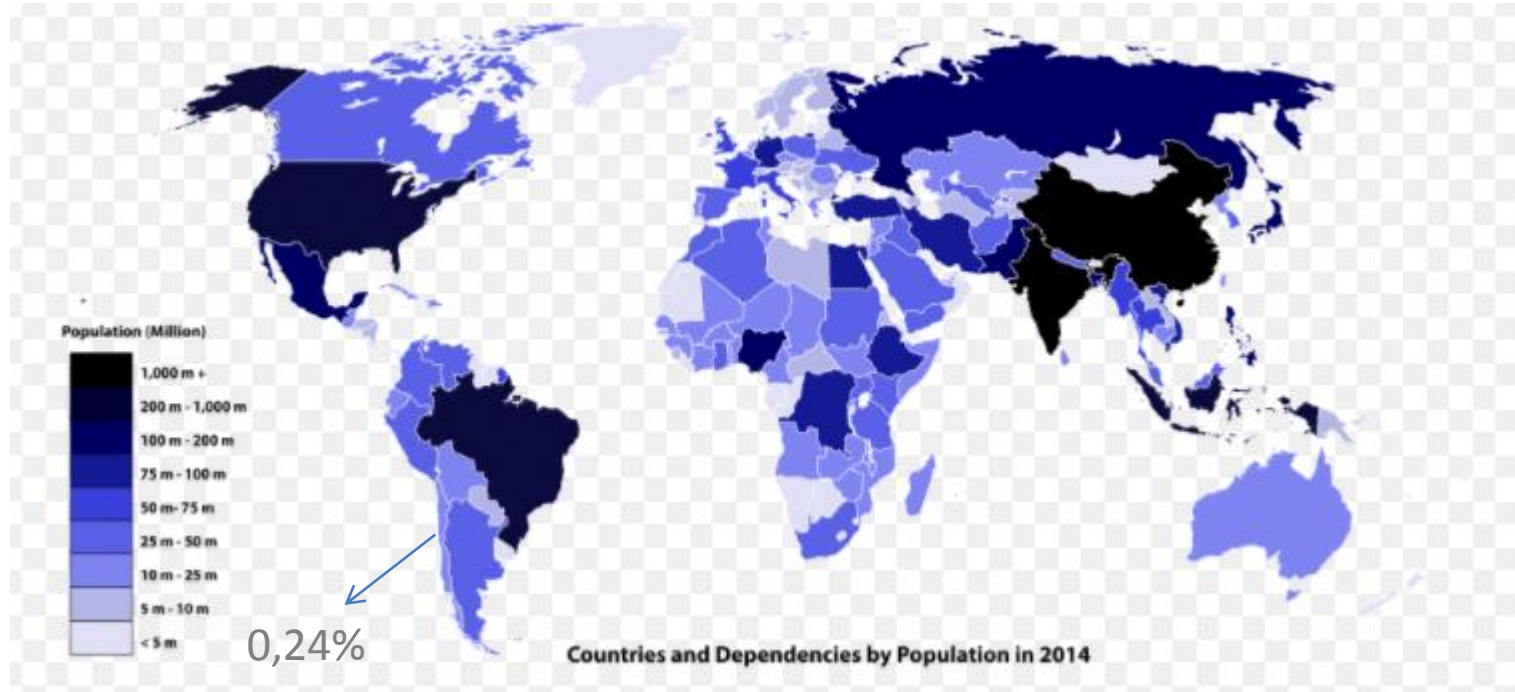 Population (Million)
1,000 m +
200 m - 1,000 m
100 m - 200 m
75 m - 100 m
50 m- 75 m
25 m - 50 m
10 m - 25 m
5 m - 10 m
< 5 m
0,24%
Countries and Dependencies by Population in 2014